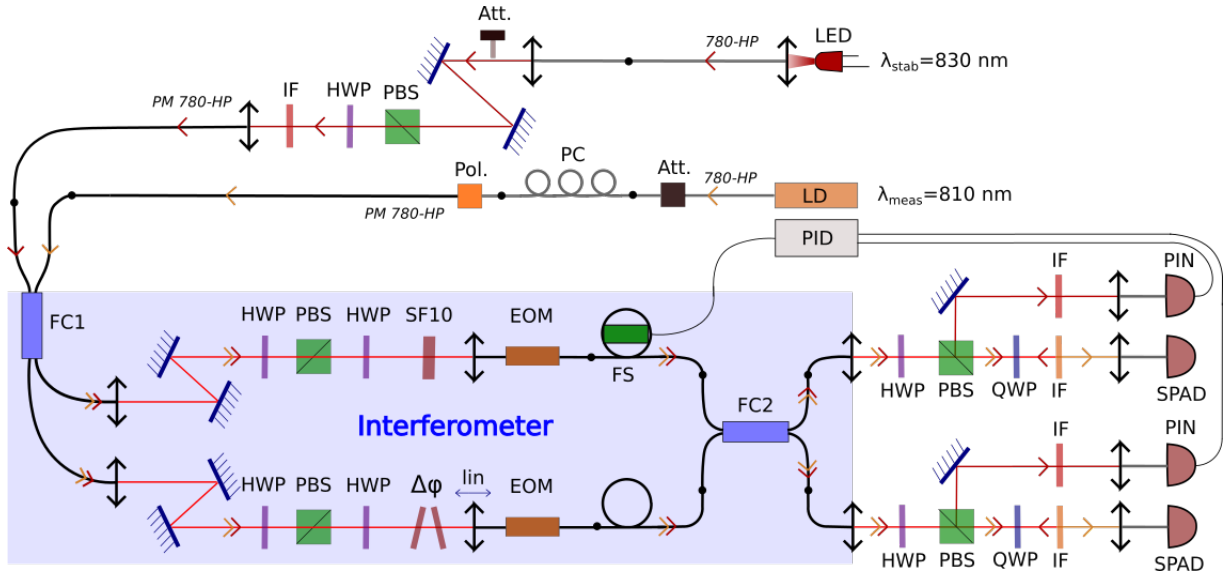 Att.
LED
780-HP
λstab=830 nm
PM 780-HP
IF
HWP
PBS
PC
Pol.
Att.
780-HP
LD
λmeas=810 nm
PM 780-HP
PID
FC1
HWP
PBS
HWP
SF10
EOM
FS
IF
PIN
HWP
PBS
QWP
IF
SPAD
Interferometer
FC2
HWP
PBS
HWP
Δφ
lin
EOM
IF
PIN
HWP
PBS
QWP
IF
SPAD